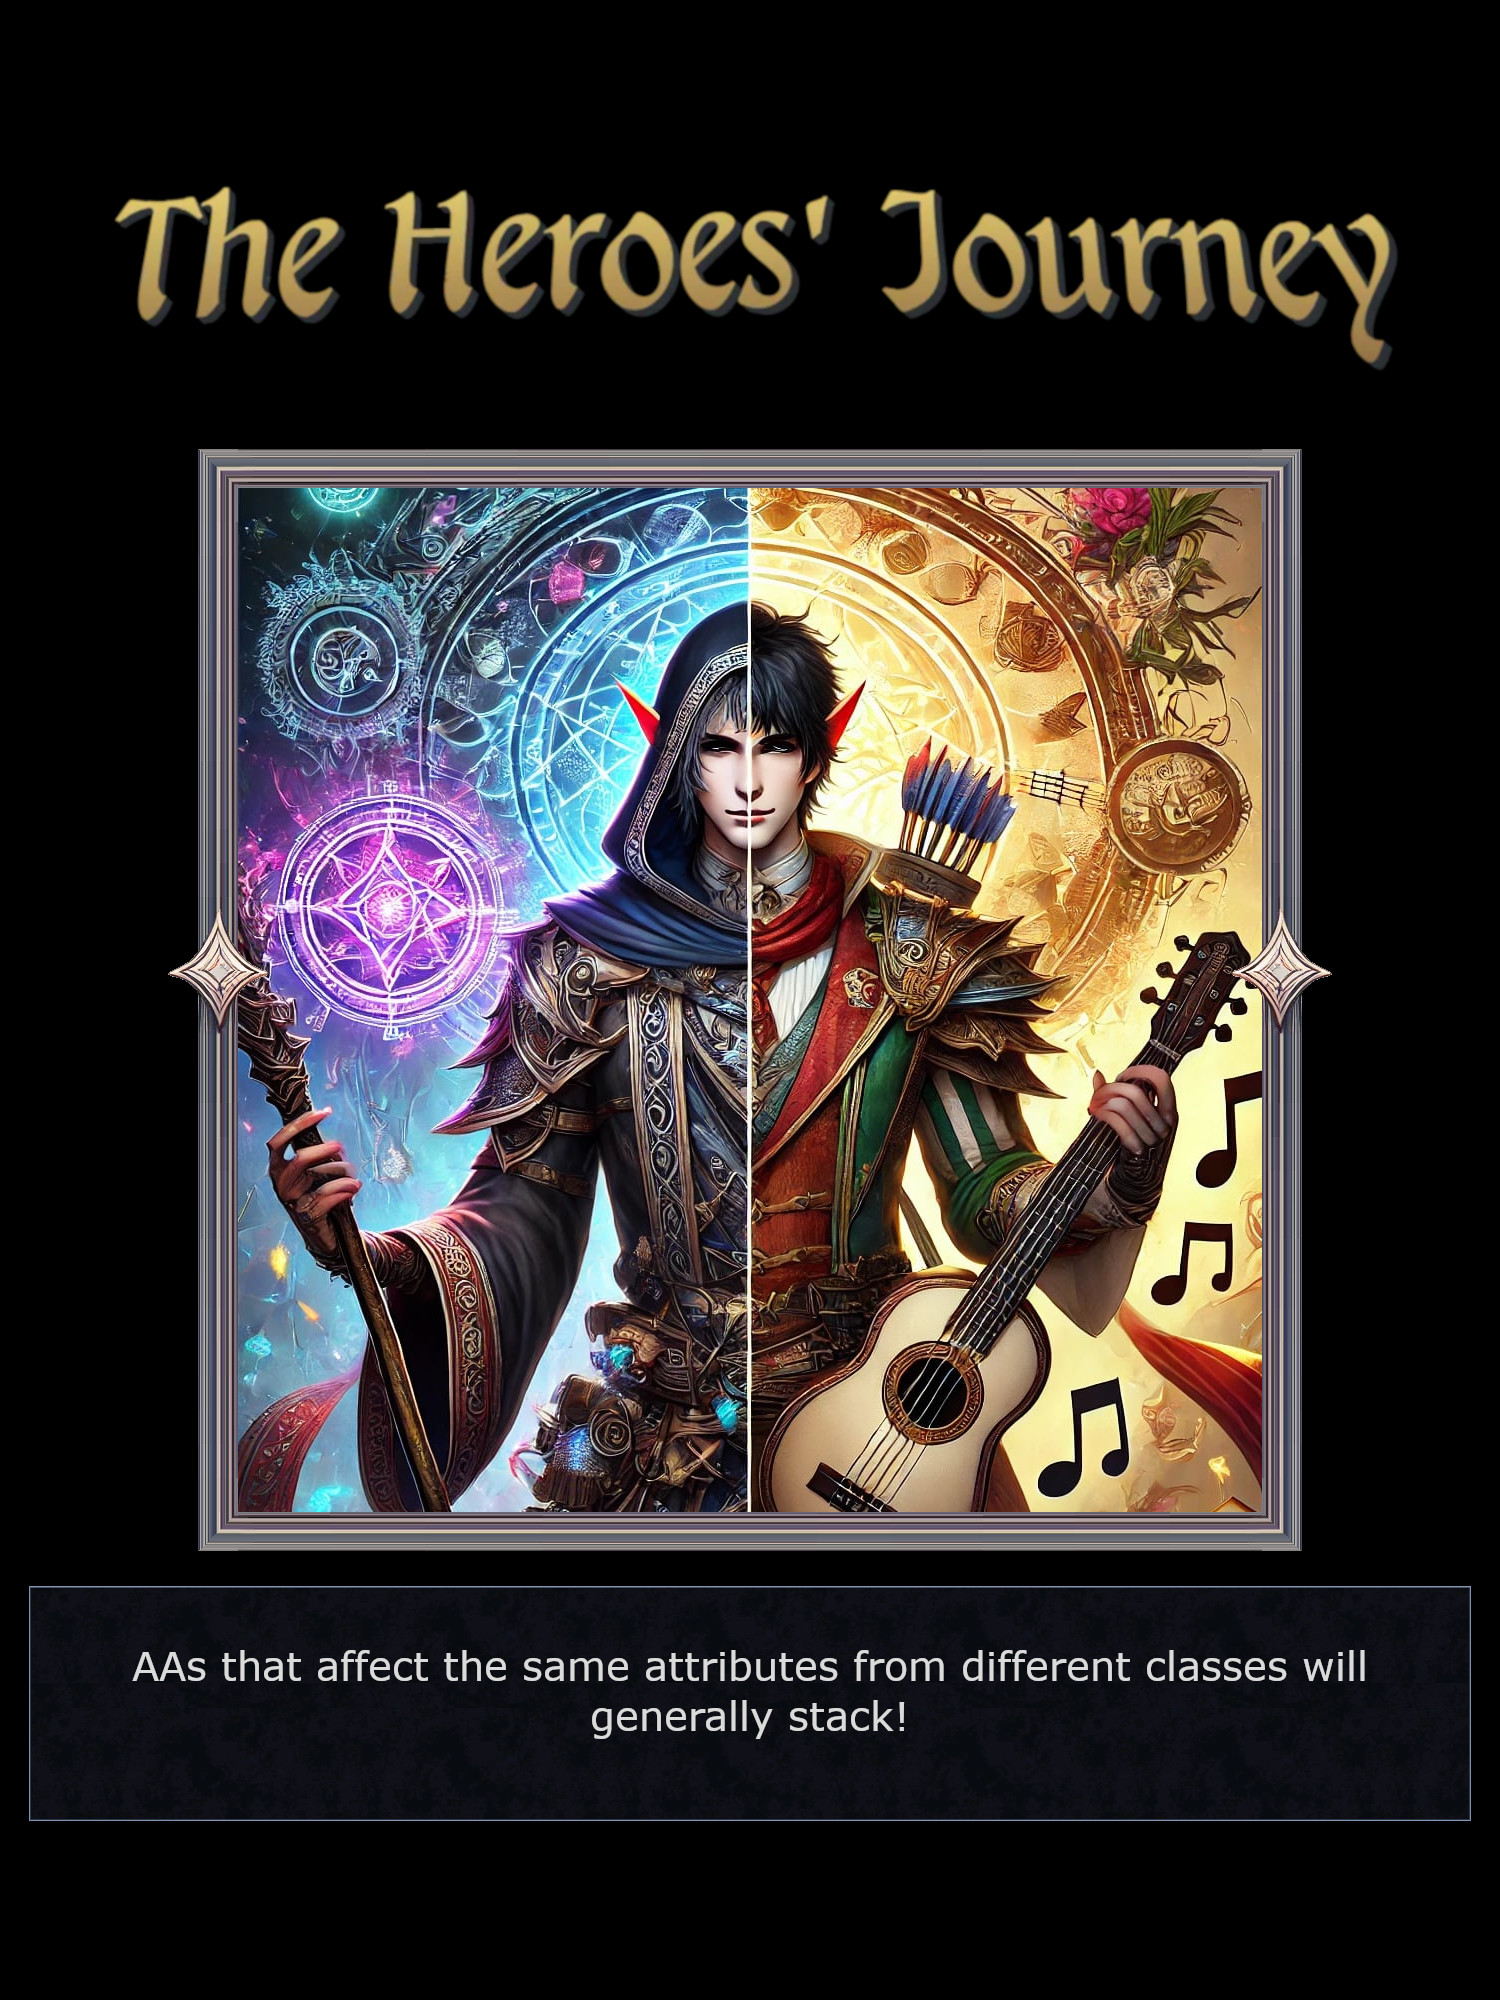 The Heroes' Journey
AAs that affect the same attributes from different classes will
generally stack!